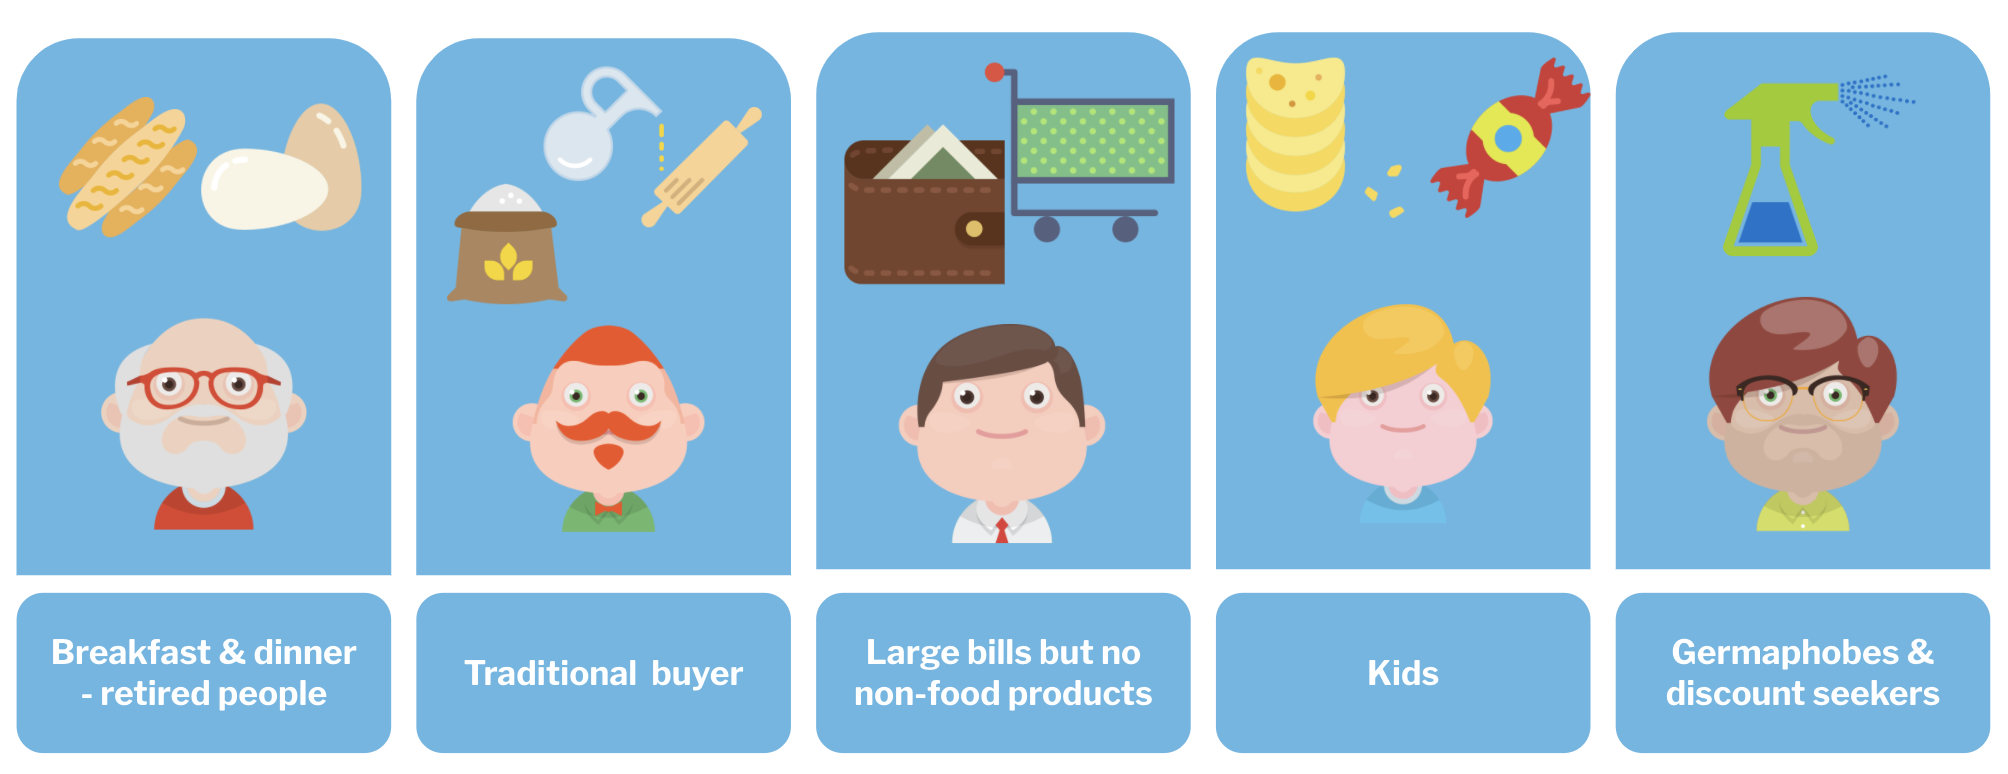 Breakfast & dinner
- retired people
Traditional buyer
Large bills but no
non-food products
Kids
Germaphobes &
discount seekers